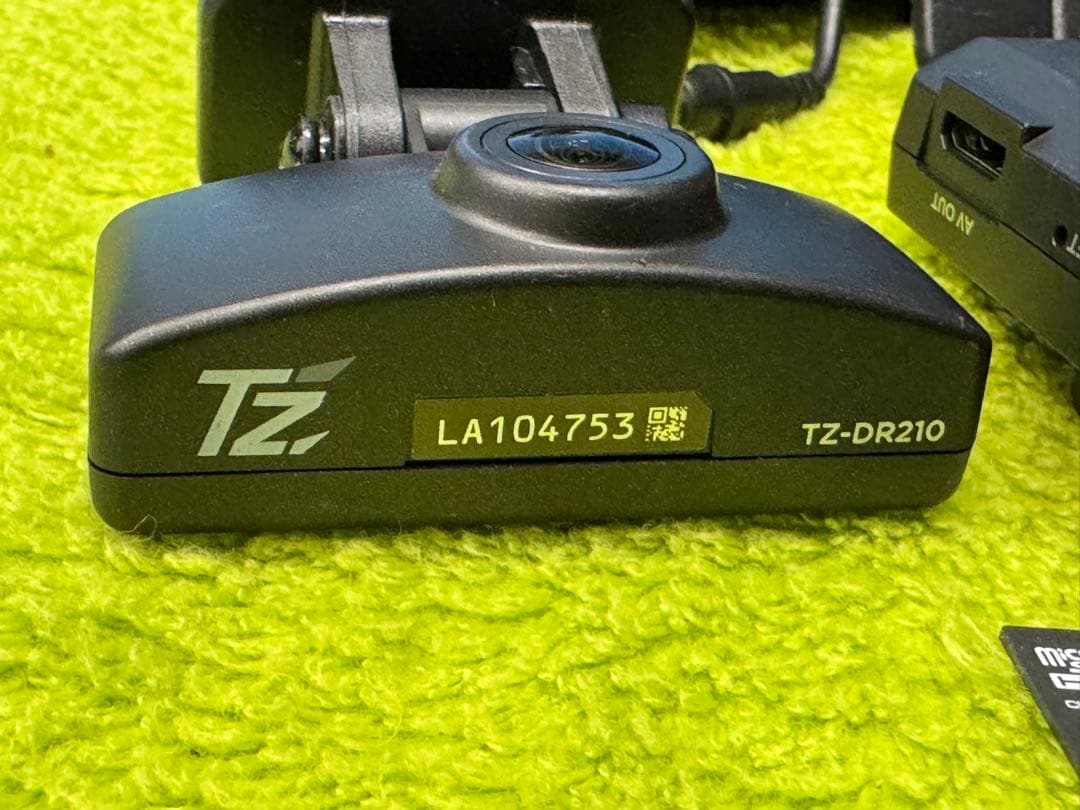 AV OUT
TZ
LA104753
TZ-DR210